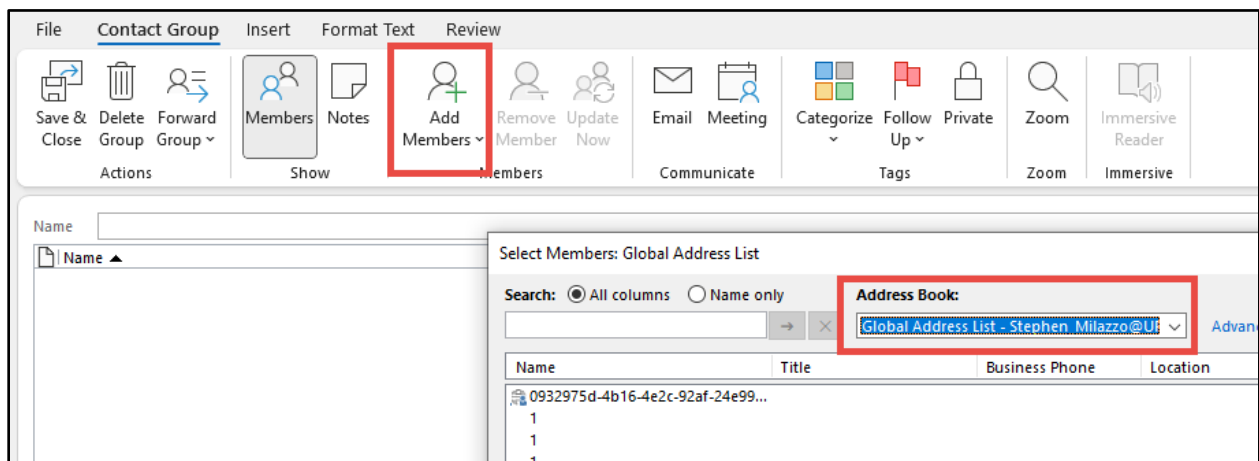 File Contact Group Insert Format Text Review
Save & Close
Delete Group
Forward Group
Members
Notes
Add Members
Remove Member
Update Now
Email
Meeting
Categorize
Follow Up
Private
Zoom
Immersive Reader
Actions Show Members Communicate Tags Zoom Immersive
Name
Name
Select Members: Global Address List
Search: All columns Name only Address Book:
Global Address List - Stephen_Milazzo@
Name Title Business Phone Location
0932975d-4b16-4e2c-92af-24e99...
1
1
1